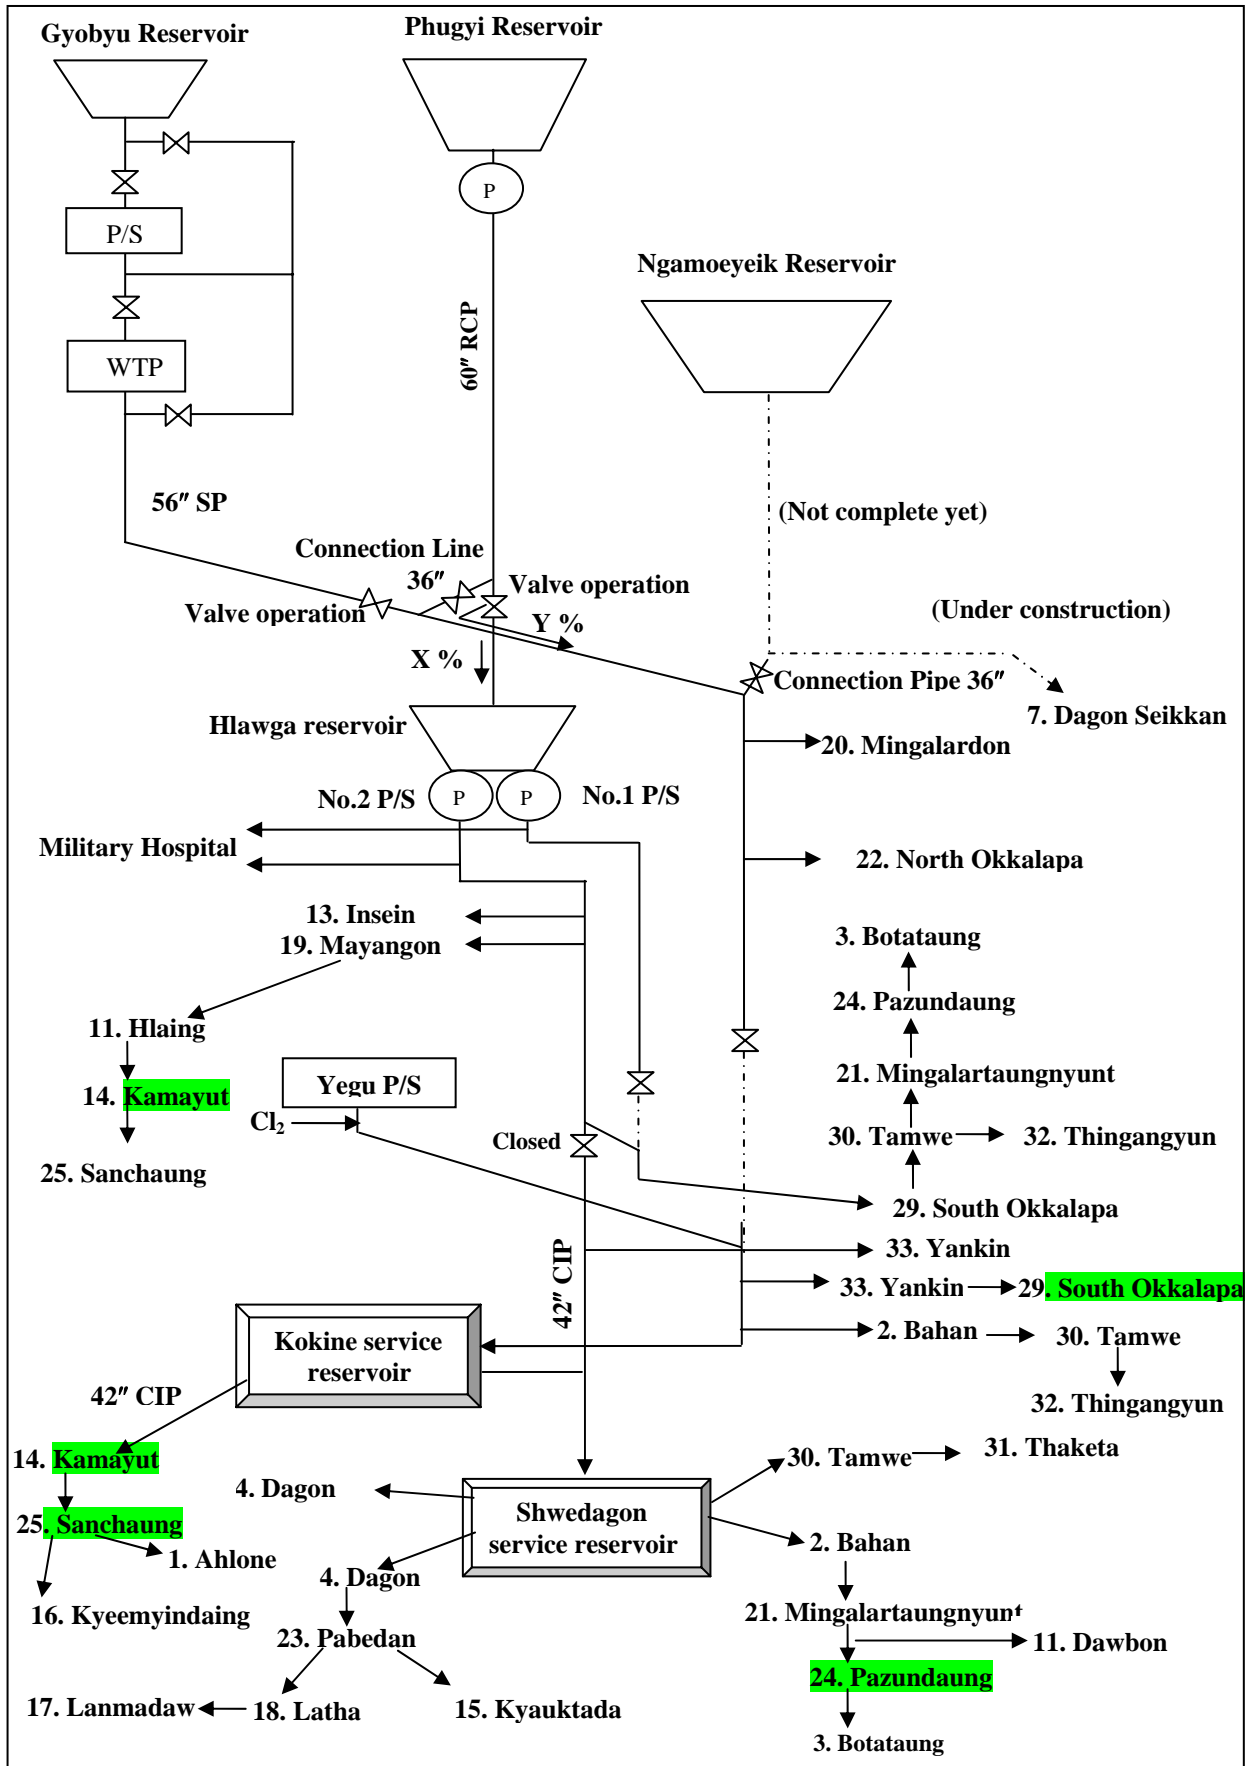 Gyobyu Reservoir
Phugyi Reservoir
P
P/S
Ngamoeyeik Reservoir
60″ RCP
WTP
56″ SP
(Not complete yet)
Connection Line
36″
Valve operation
Valve operation
(Under construction)
Y %
X %
Connection Pipe 36″
7. Dagon Seikkan
Hlawga reservoir
20. Mingalardon
No.2 P/S
P
P
No.1 P/S
Military Hospital
22. North Okkalapa
13. Insein
19. Mayangon
3. Botataung
24. Pazundaung
11. Hlaing
21. Mingalartaungnyunt
Yegu P/S
14. Kamayut
Cl₂
Closed
30. Tamwe
32. Thingangyun
25. Sanchaung
29. South Okkalapa
33. Yankin
42″ CIP
33. Yankin
29. South Okkalapa
2. Bahan
30. Tamwe
Kokine service
reservoir
42″ CIP
32. Thingangyun
14. Kamayut
30. Tamwe
31. Thaketa
4. Dagon
Shwedagon
service reservoir
25. Sanchaung
1. Ahlone
2. Bahan
4. Dagon
16. Kyeemyindaing
21. Mingalartaungnyunt
23. Pabedan
11. Dawbon
24. Pazundaung
17. Lanmadaw
18. Latha
15. Kyauktada
3. Botataung